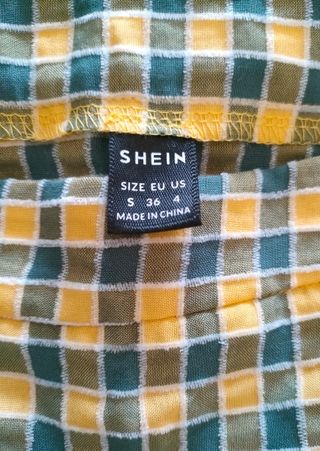 SHEIN
SIZE EU US
S 36 4
MADE IN CHINA